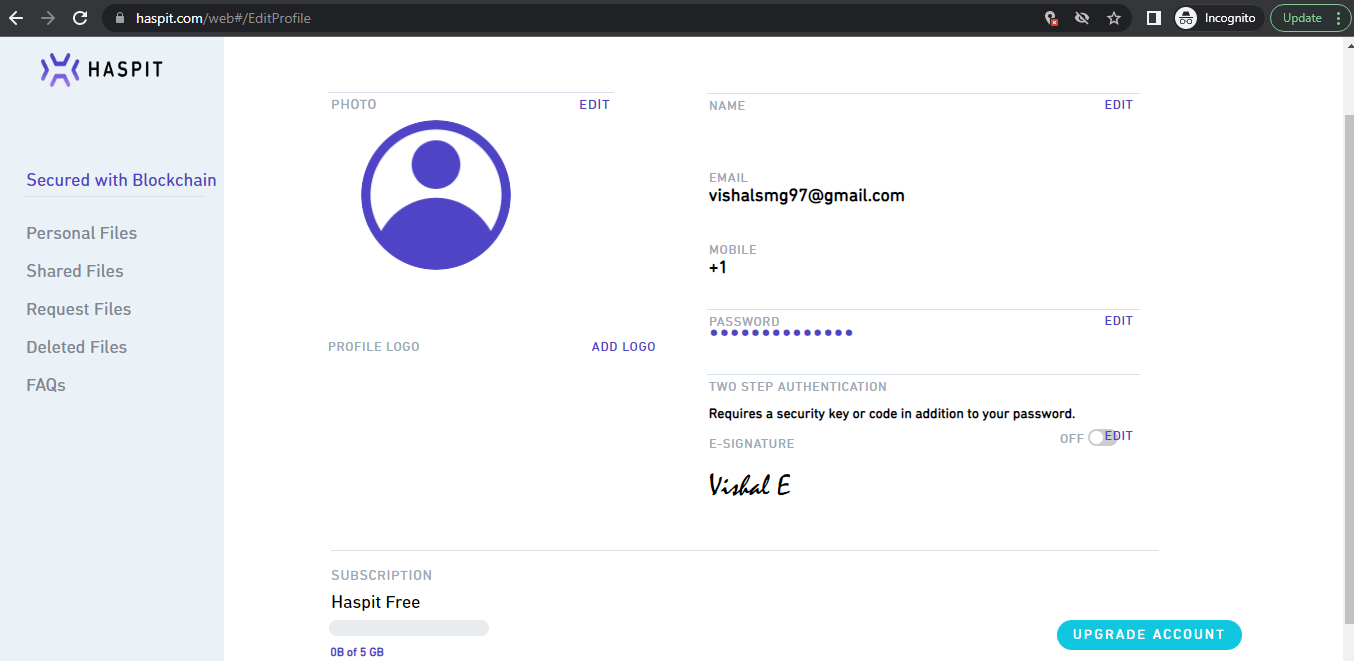 haspit.com/web#/EditProfile
Incognito
Update
HASPIT
Secured with Blockchain
Personal Files
Shared Files
Request Files
Deleted Files
FAQs
PHOTO EDIT
PROFILE LOGO ADD LOGO
NAME EDIT
EMAIL
vishalsmg97@gmail.com
MOBILE
+1
PASSWORD EDIT
TWO STEP AUTHENTICATION
Requires a security key or code in addition to your password.
OFF EDIT
E-SIGNATURE
Vishal E
SUBSCRIPTION
Haspit Free
0B of 5 GB
UPGRADE ACCOUNT